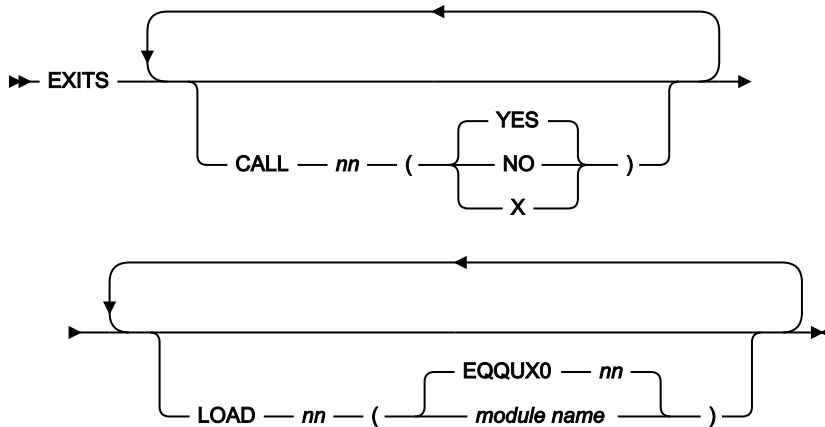 EXITS
YES
CALL nn ( NO )
X
EQQUX0 nn
LOAD nn ( module name )